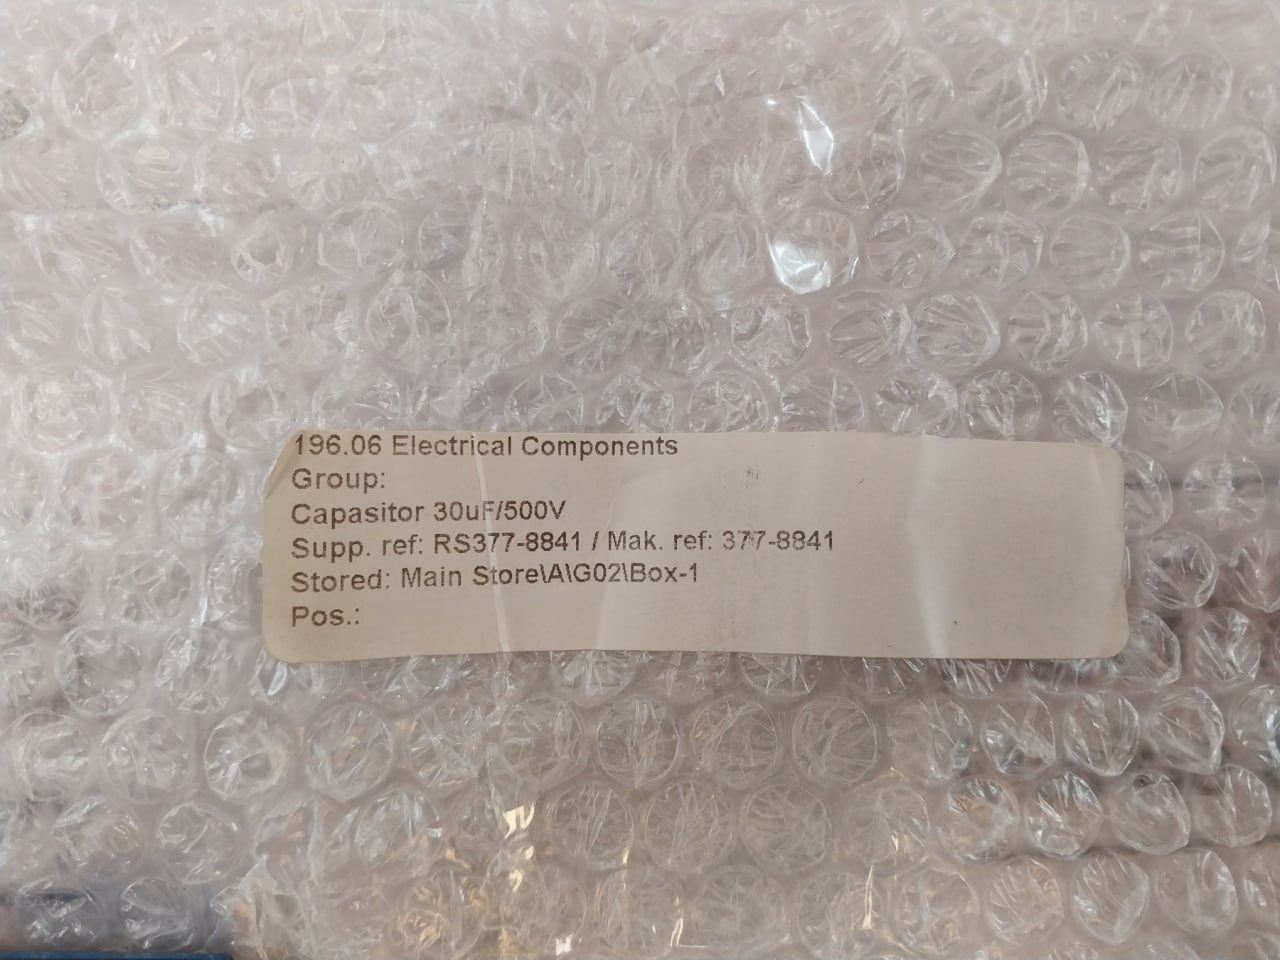 196.06 Electrical Components
Group:
Capasitor 30uF/500V
Supp. ref: RS377-8841 / Mak. ref: 377-8841
Stored: Main Store\A\G02\Box-1
Pos.: